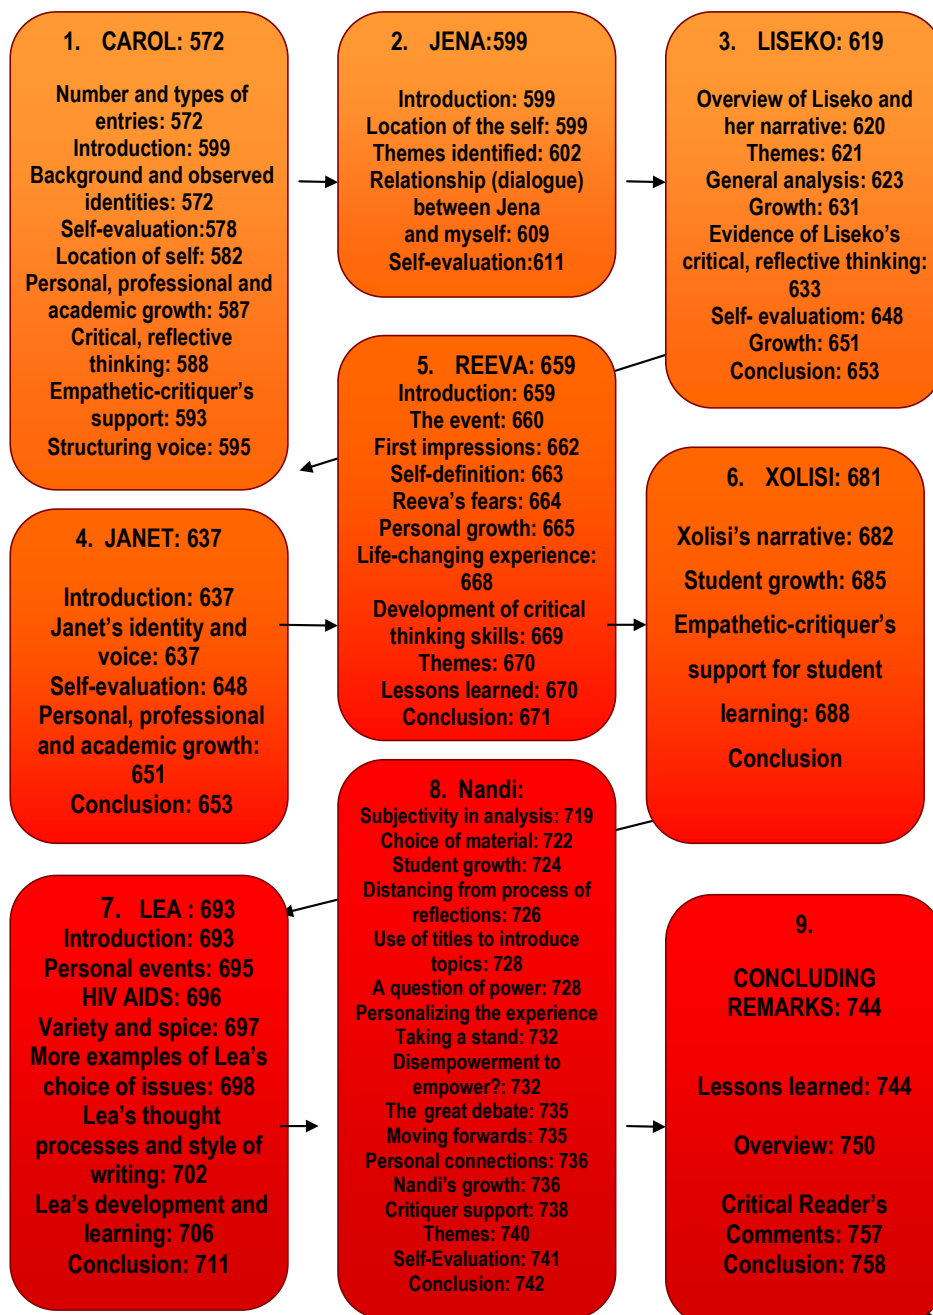 1. CAROL: 572
Number and types of
entries: 572
Introduction: 599
Background and observed
identities: 572
Self-evaluation:578
Location of self: 582
Personal, professional and
academic growth: 587
Critical, reflective
thinking: 588
Empathetic-critiquer's
support: 593
Structuring voice: 595
2. JENA:599
Introduction: 599
Location of the self: 599
Themes identified: 602
Relationship (dialogue)
between Jena
and myself: 609
Self-evaluation:611
3. LISEKO: 619
Overview of Liseko and
her narrative: 620
Themes: 621
General analysis: 623
Growth: 631
Evidence of Liseko's
critical, reflective thinking:
633
Self- evaluatiom: 648
Growth: 651
Conclusion: 653
4. JANET: 637
Introduction: 637
Janet's identity and
voice: 637
Self-evaluation: 648
Personal, professional
and academic growth:
651
Conclusion: 653
5. REEVA: 659
Introduction: 659
The event: 660
First impressions: 662
Self-definition: 663
Reeva's fears: 664
Personal growth: 665
Life-changing experience:
668
Development of critical
thinking skills: 669
Themes: 670
Lessons learned: 670
Conclusion: 671
6. XOLISI: 681
Xolisi's narrative: 682
Student growth: 685
Empathetic-critiquer's
support for student
learning: 688
Conclusion
7. LEA : 693
Introduction: 693
Personal events: 695
HIV AIDS: 696
Variety and spice: 697
More examples of Lea's
choice of issues: 698
Lea's thought
processes and style of
writing: 702
Lea's development and
learning: 706
Conclusion: 711
8. Nandi:
Subjectivity in analysis: 719
Choice of material: 722
Student growth: 724
Distancing from process of
reflections: 726
Use of titles to introduce
topics: 728
A question of power: 728
Personalizing the experience
Taking a stand: 732
Disempowerment to
empower?: 732
The great debate: 735
Moving forwards: 735
Personal connections: 736
Nandi's growth: 736
Critiquer support: 738
Themes: 740
Self-Evaluation: 741
Conclusion: 742
9.
CONCLUDING
REMARKS: 744
Lessons learned: 744
Overview: 750
Critical Reader's
Comments: 757
Conclusion: 758